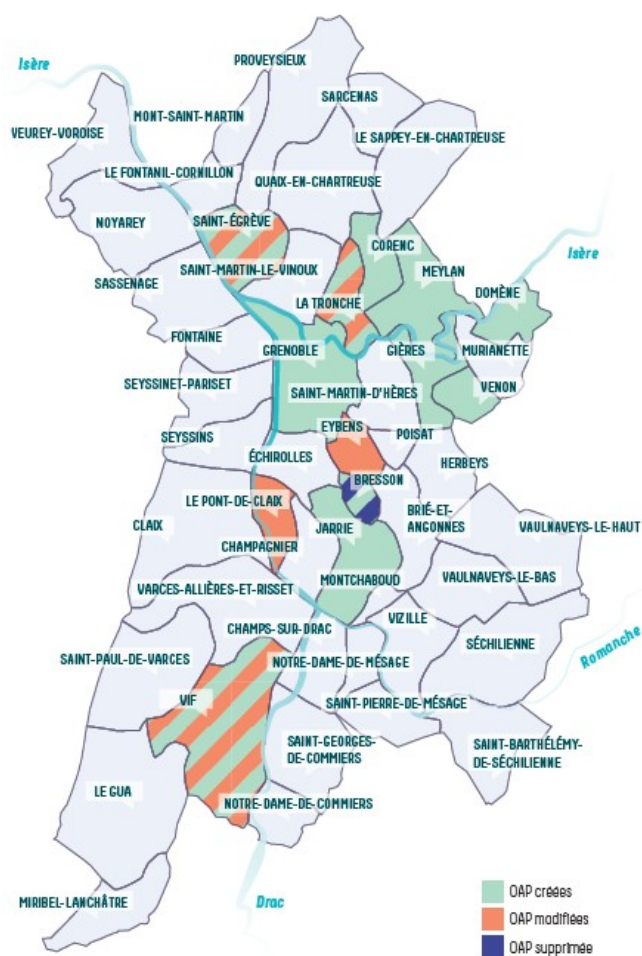 PROVEYSIEUX
Isère
SARCENAS
MONT-SAINT-MARTIN
VEUREY-VOROISE
LE SAPPEY-EN-CHARTREUSE
LE FONTANIL-CORNILLON
QUAIX-EN-CHARTREUSE
NOYAREY
SAINT-ÉGRÈVE
CORENC
Isère
SAINT-MARTIN-LE-VINOUX
MEYLAN
SASSENAGE
DOMÈNE
LA TRONCHE
FONTAINE
GRENOBLE
GIÈRES
MURIANETTE
SEYSSINET-PARISET
SAINT-MARTIN-D'HÈRES
VENON
EYBENS
SEYSSINS
POISAT
ÉCHIROLLES
HERBEYS
BRESSON
LE PONT-DE-CLAIX
BRIÉ-ET-
ANGONNES
CLAIX
JARRIE
VAULNAVEYS-LE-HAUT
CHAMPAGNIER
MONTCHABOUD
VAULNAVEYS-LE-BAS
VARCES-ALLIÈRES-ET-RISSET
VIZILLE
CHAMPS-SUR-DRAC
SÉCHILIENNE
Romanche
SAINT-PAUL-DE-VARCES
NOTRE-DAME-DE-MÉSAGE
VIF
SAINT-PIERRE-DE-MÉSAGE
SAINT-GEORGES-
DE-COMMIERS
SAINT-BARTHÉLÉMY-
DE-SÉCHILIENNE
LE GUA
NOTRE-DAME-DE-COMMIERS
MIRIBEL-LANCHÂTRE
Drac
OAP créées
OAP modifiées
OAP supprimée